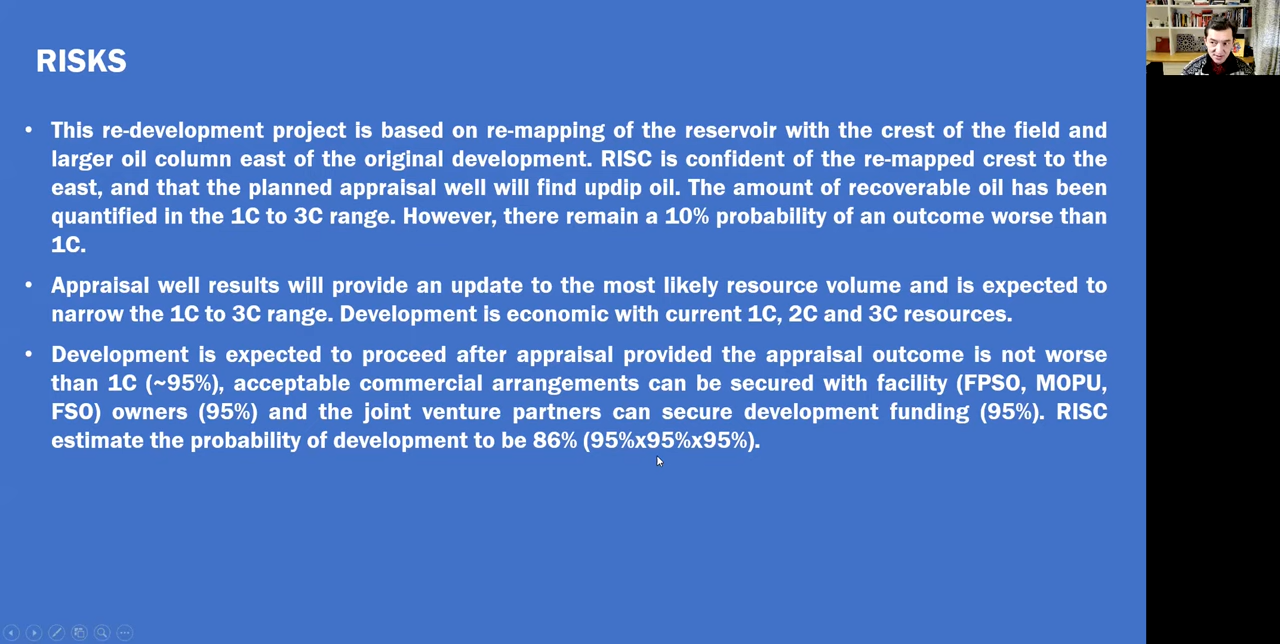 RISKS
• This re-development project is based on re-mapping of the reservoir with the crest of the field and
larger oil column east of the original development. RISC is confident of the re-mapped crest to the
east, and that the planned appraisal well will find updip oil. The amount of recoverable oil has been
quantified in the 1C to 3C range. However, there remain a 10% probability of an outcome worse than
1C.
• Appraisal well results will provide an update to the most likely resource volume and is expected to
narrow the 1C to 3C range. Development is economic with current 1C, 2C and 3C resources.
• Development is expected to proceed after appraisal provided the appraisal outcome is not worse
than 1C (~95%), acceptable commercial arrangements can be secured with facility (FPSO, MOPU,
FSO) owners (95%) and the joint venture partners can secure development funding (95%). RISC
estimate the probability of development to be 86% (95%x95%x95%).